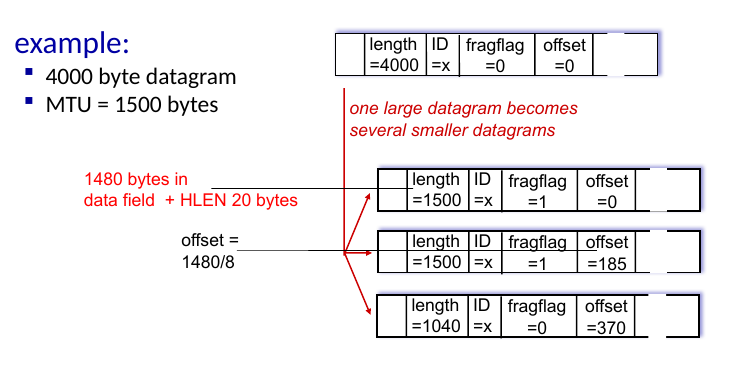 example:
4000 byte datagram
MTU = 1500 bytes
length ID fragflag offset
=4000 =x =0 =0
one large datagram becomes
several smaller datagrams
1480 bytes in
data field + HLEN 20 bytes
length ID fragflag offset
=1500 =x =1 =0
offset =
1480/8
length ID fragflag offset
=1500 =x =1 =185
length ID fragflag offset
=1040 =x =0 =370